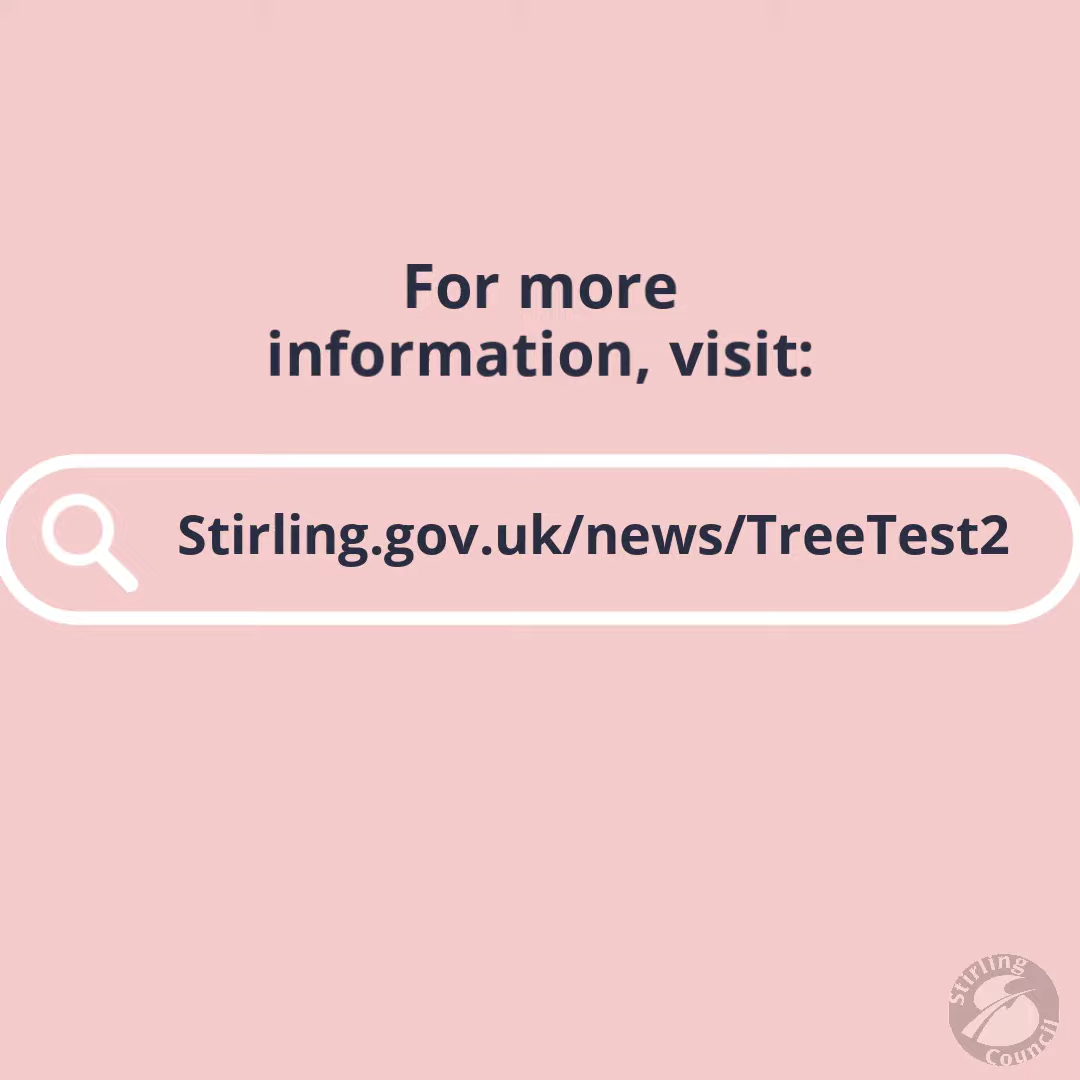 For more
information, visit:
Stirling.gov.uk/news/TreeTest2
Stirling
Council